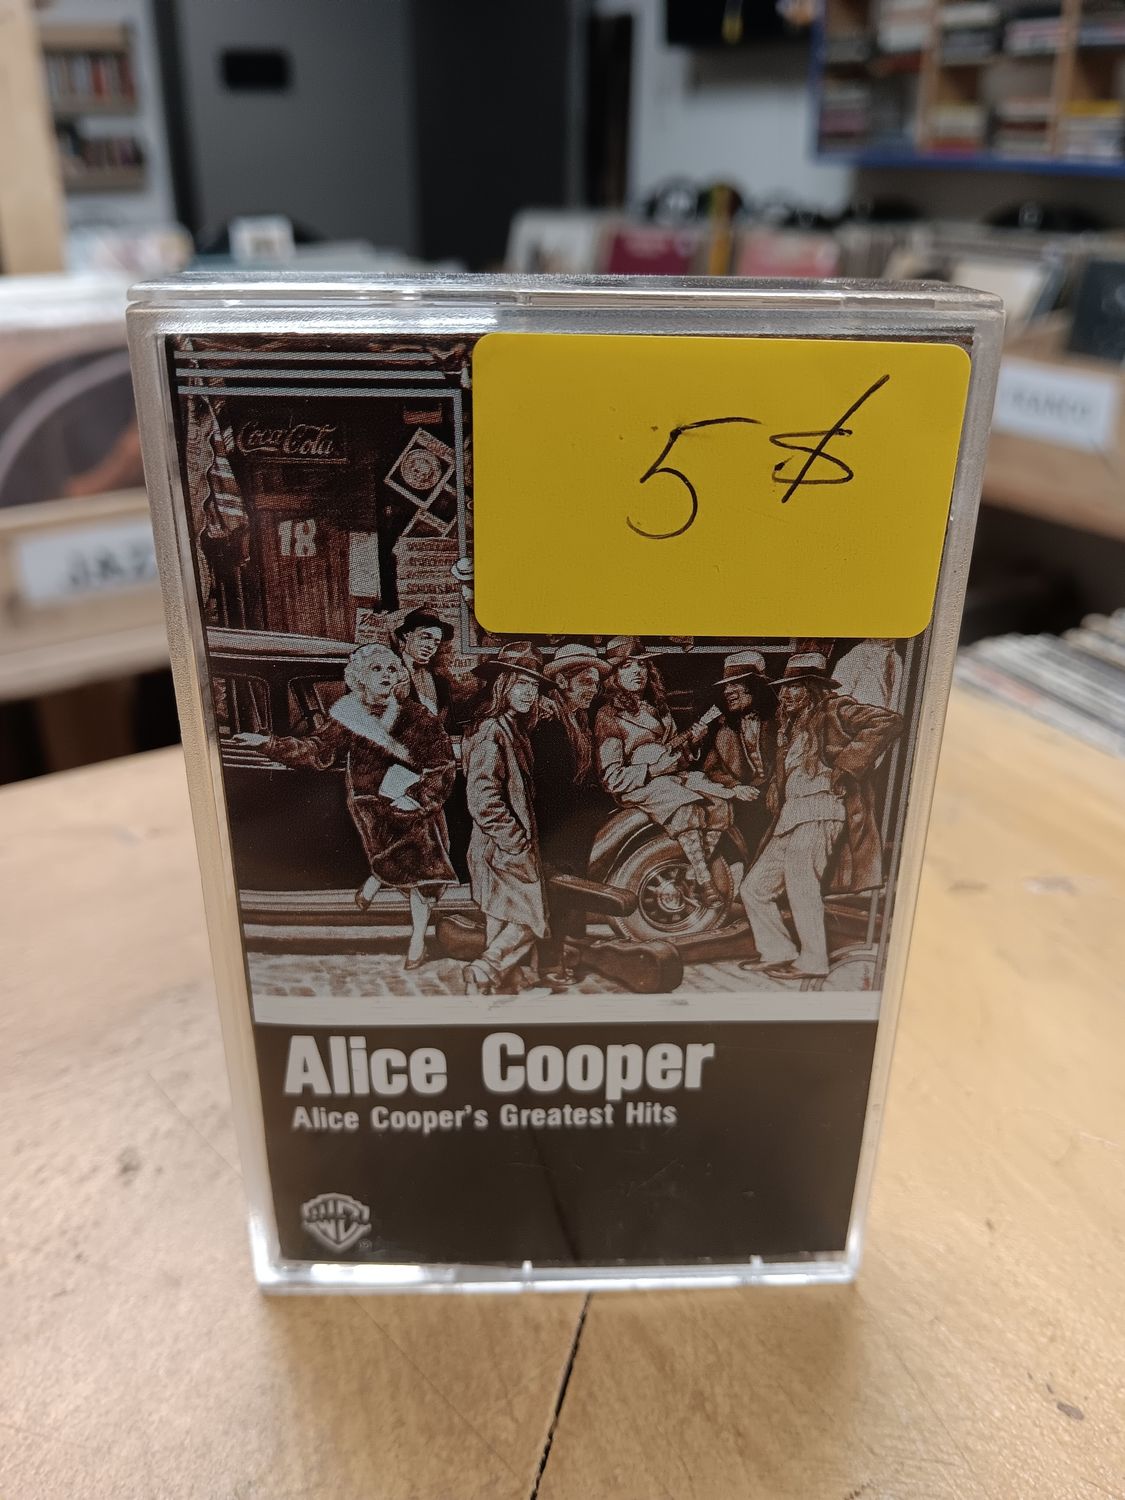 5 $
Coca-Cola
18
Alice Cooper
Alice Cooper's Greatest Hits